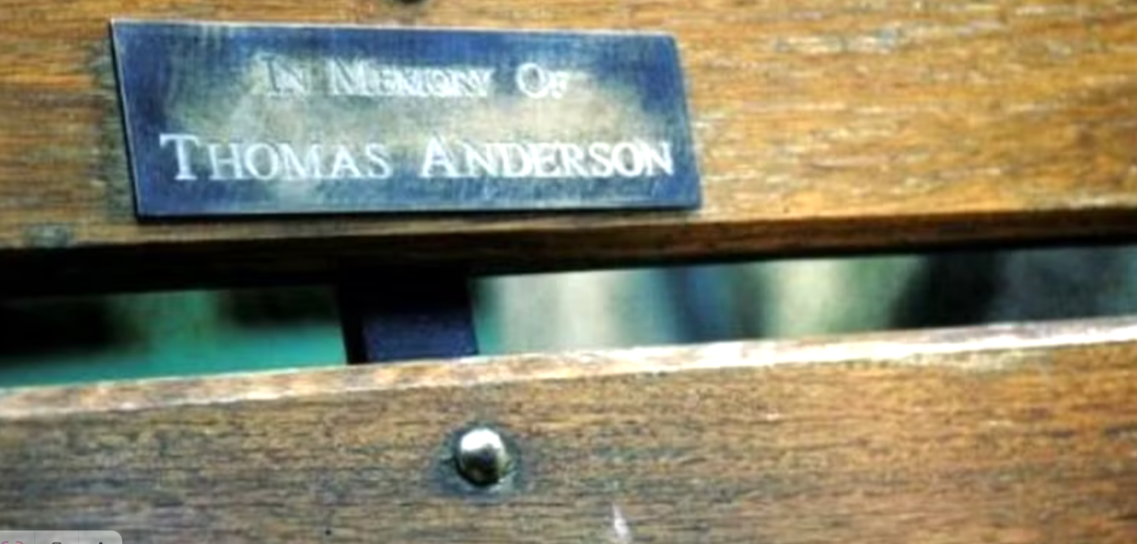 In Memory Of
Thomas Anderson